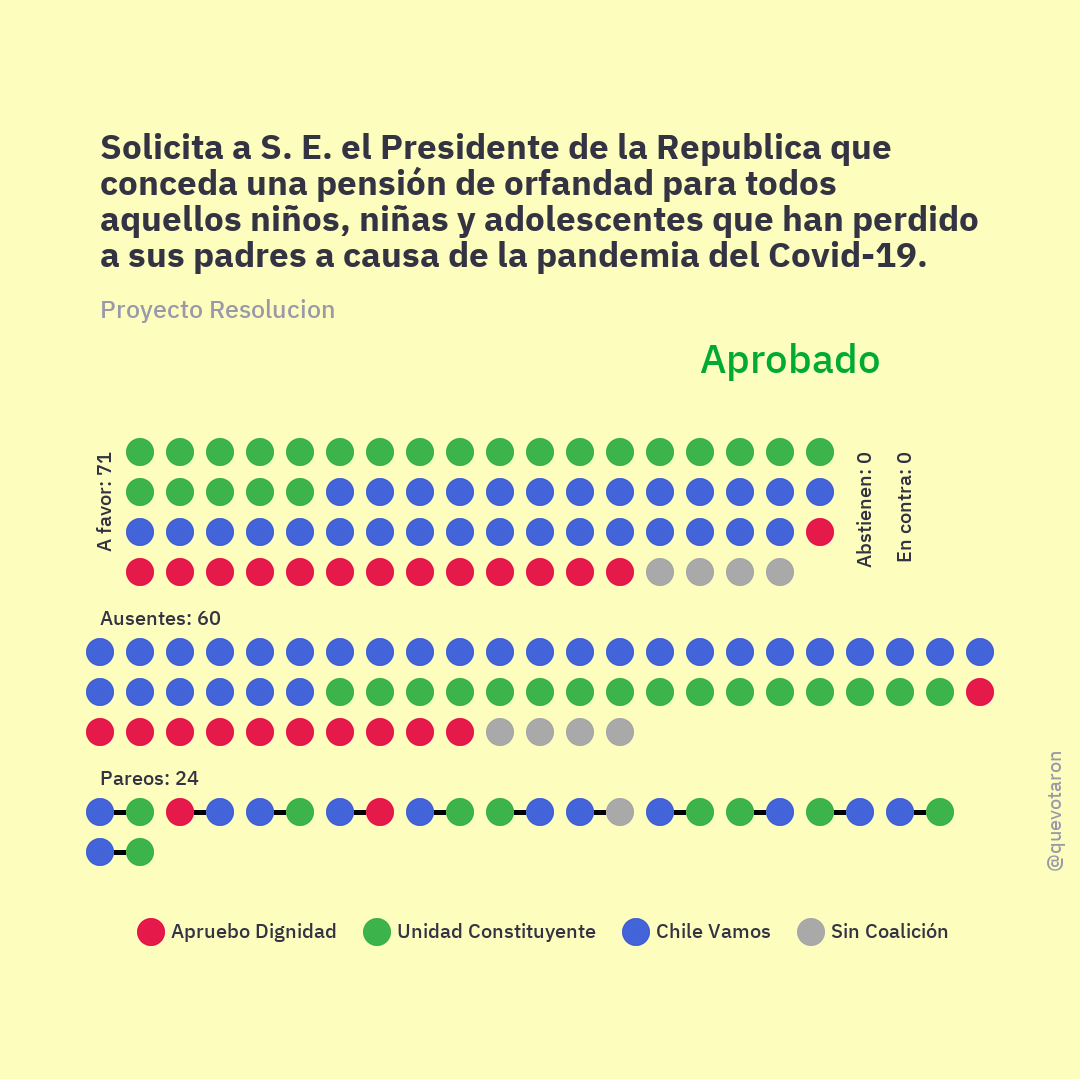 Solicita a S. E. el Presidente de la Republica que
conceda una pensión de orfandad para todos
aquellos niños, niñas y adolescentes que han perdido
a sus padres a causa de la pandemia del Covid-19.
Proyecto Resolucion
Aprobado
A favor: 71
Abstienen: 0
En contra: 0
Ausentes: 60
Pareos: 24
@quevotaron
Apruebo Dignidad
Unidad Constituyente
Chile Vamos
Sin Coalición